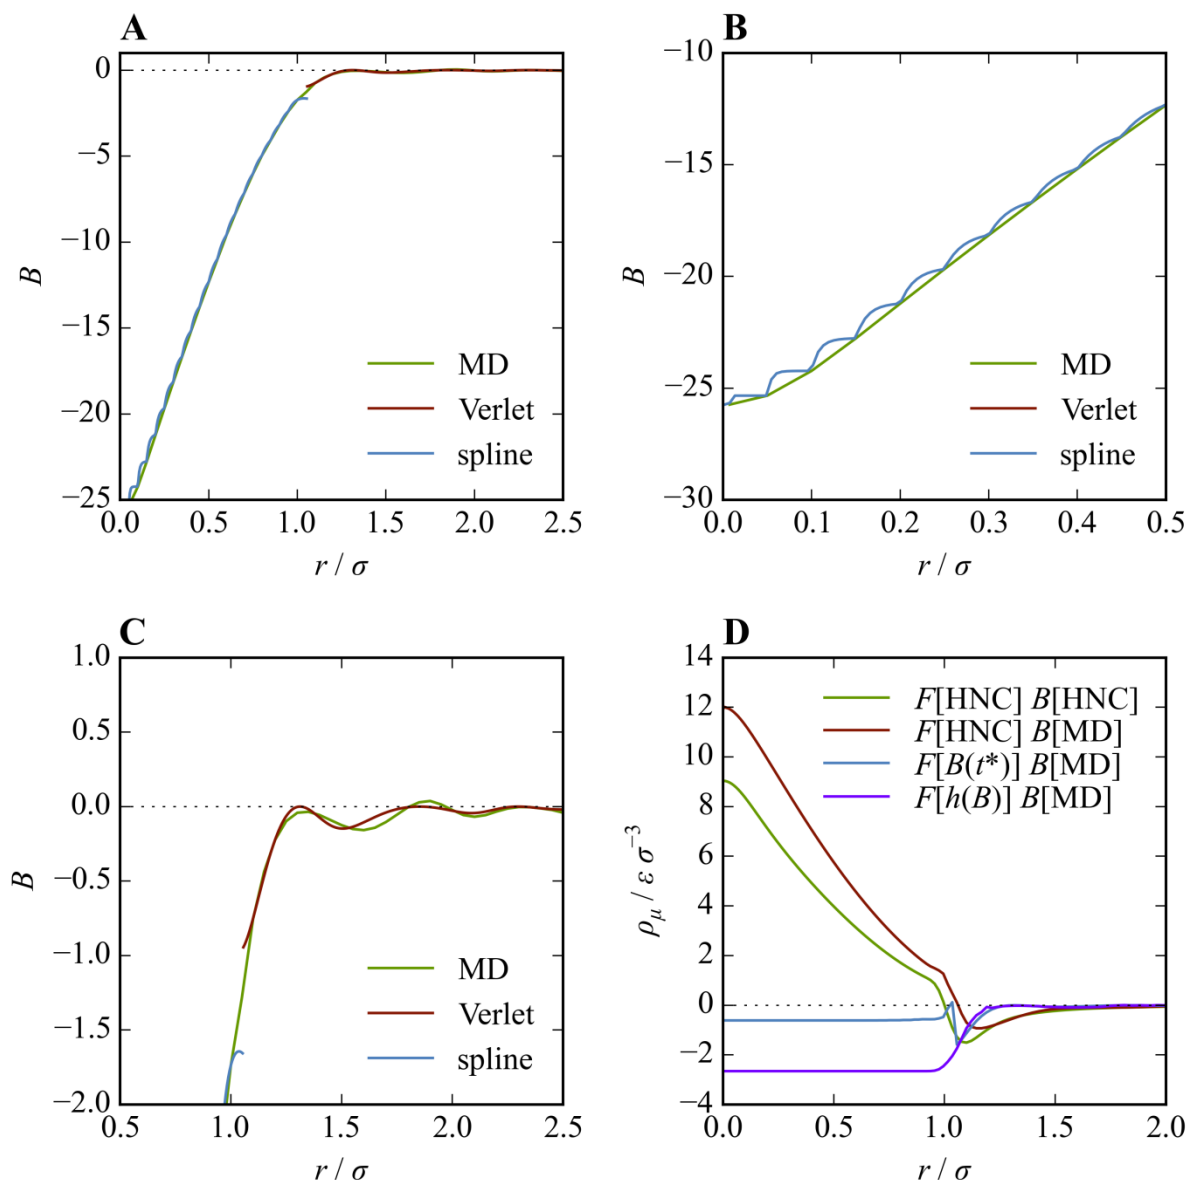 A
0
−5
−10
−15
−20
−25
B
0.0 0.5 1.0 1.5 2.0 2.5
r / σ
MD
Verlet
spline
B
−10
−15
−20
−25
−30
B
0.0 0.1 0.2 0.3 0.4 0.5
r / σ
MD
Verlet
spline
C
1.0
0.5
0.0
−0.5
−1.0
−1.5
−2.0
B
0.5 1.0 1.5 2.0 2.5
r / σ
MD
Verlet
spline
D
14
12
10
8
6
4
2
0
−2
−4
ρμ / ε σ−3
0.0 0.5 1.0 1.5 2.0
r / σ
F[HNC] B[HNC]
F[HNC] B[MD]
F[B(t*)] B[MD]
F[h(B)] B[MD]